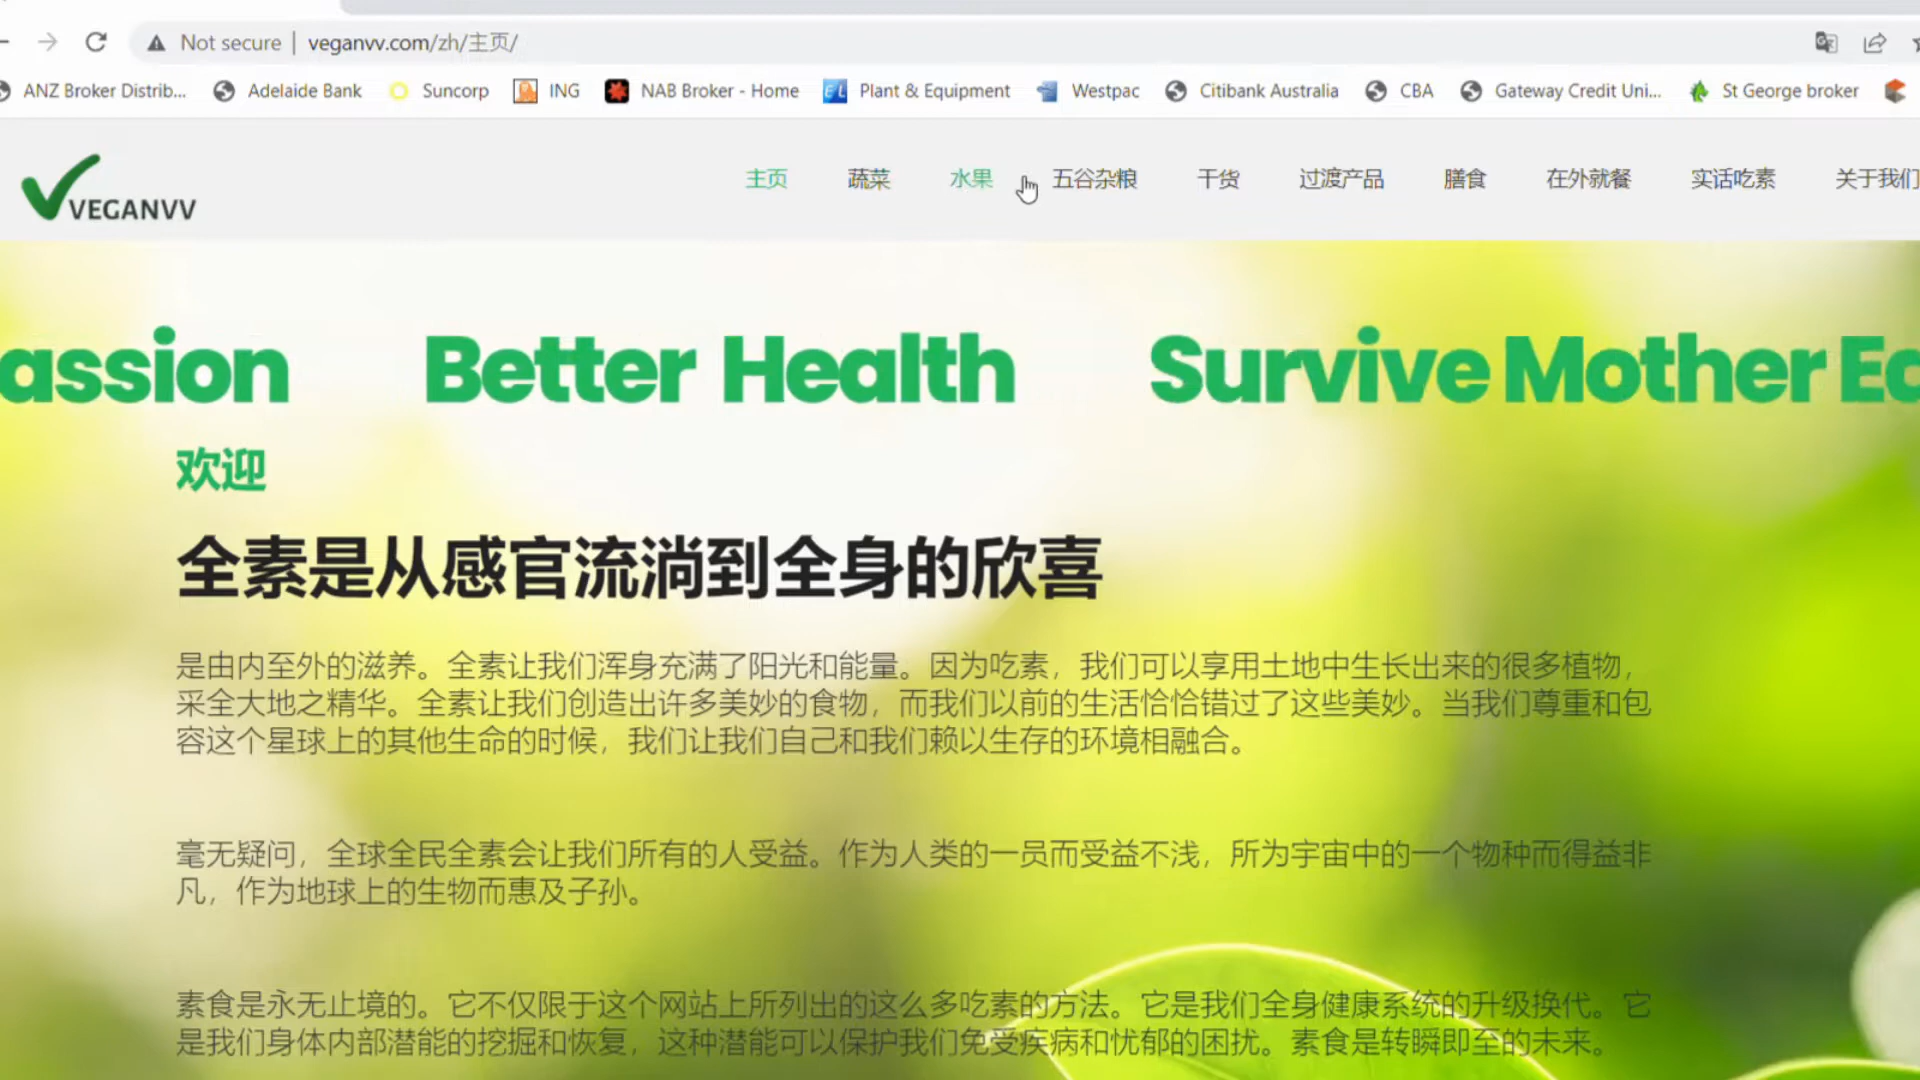 Not secure | veganvv.com/zh/主页/
ANZ Broker Distrib... Adelaide Bank Suncorp ING NAB Broker - Home Plant & Equipment Westpac Citibank Australia CBA Gateway Credit Uni... St George broker
VEGANVV
主页 蔬菜 水果 五谷杂粮 干货 过渡产品 膳食 在外就餐 实话吃素 关于我们
assion Better Health Survive Mother Ea
欢迎
全素是从感官流淌到全身的欣喜
是由内至外的滋养。全素让我们浑身充满了阳光和能量。因为吃素，我们可以享用土地中生长出来的很多植物，
采全大地之精华。全素让我们创造出许多美妙的食物，而我们以前的生活恰恰错过了这些美妙。当我们尊重和包
容这个星球上的其他生命的时候，我们让我们自己和我们赖以生存的环境相融合。
毫无疑问，全球全民全素会让我们所有的人受益。作为人类的一员而受益不浅，所为宇宙中的一个物种而得益非
凡，作为地球上的生物而惠及子孙。
素食是永无止境的。它不仅限于这个网站上所列出的这么多吃素的方法。它是我们全身健康系统的升级换代。它
是我们身体内部潜能的挖掘和恢复，这种潜能可以保护我们免受疾病和忧郁的困扰。素食是转瞬即至的未来。